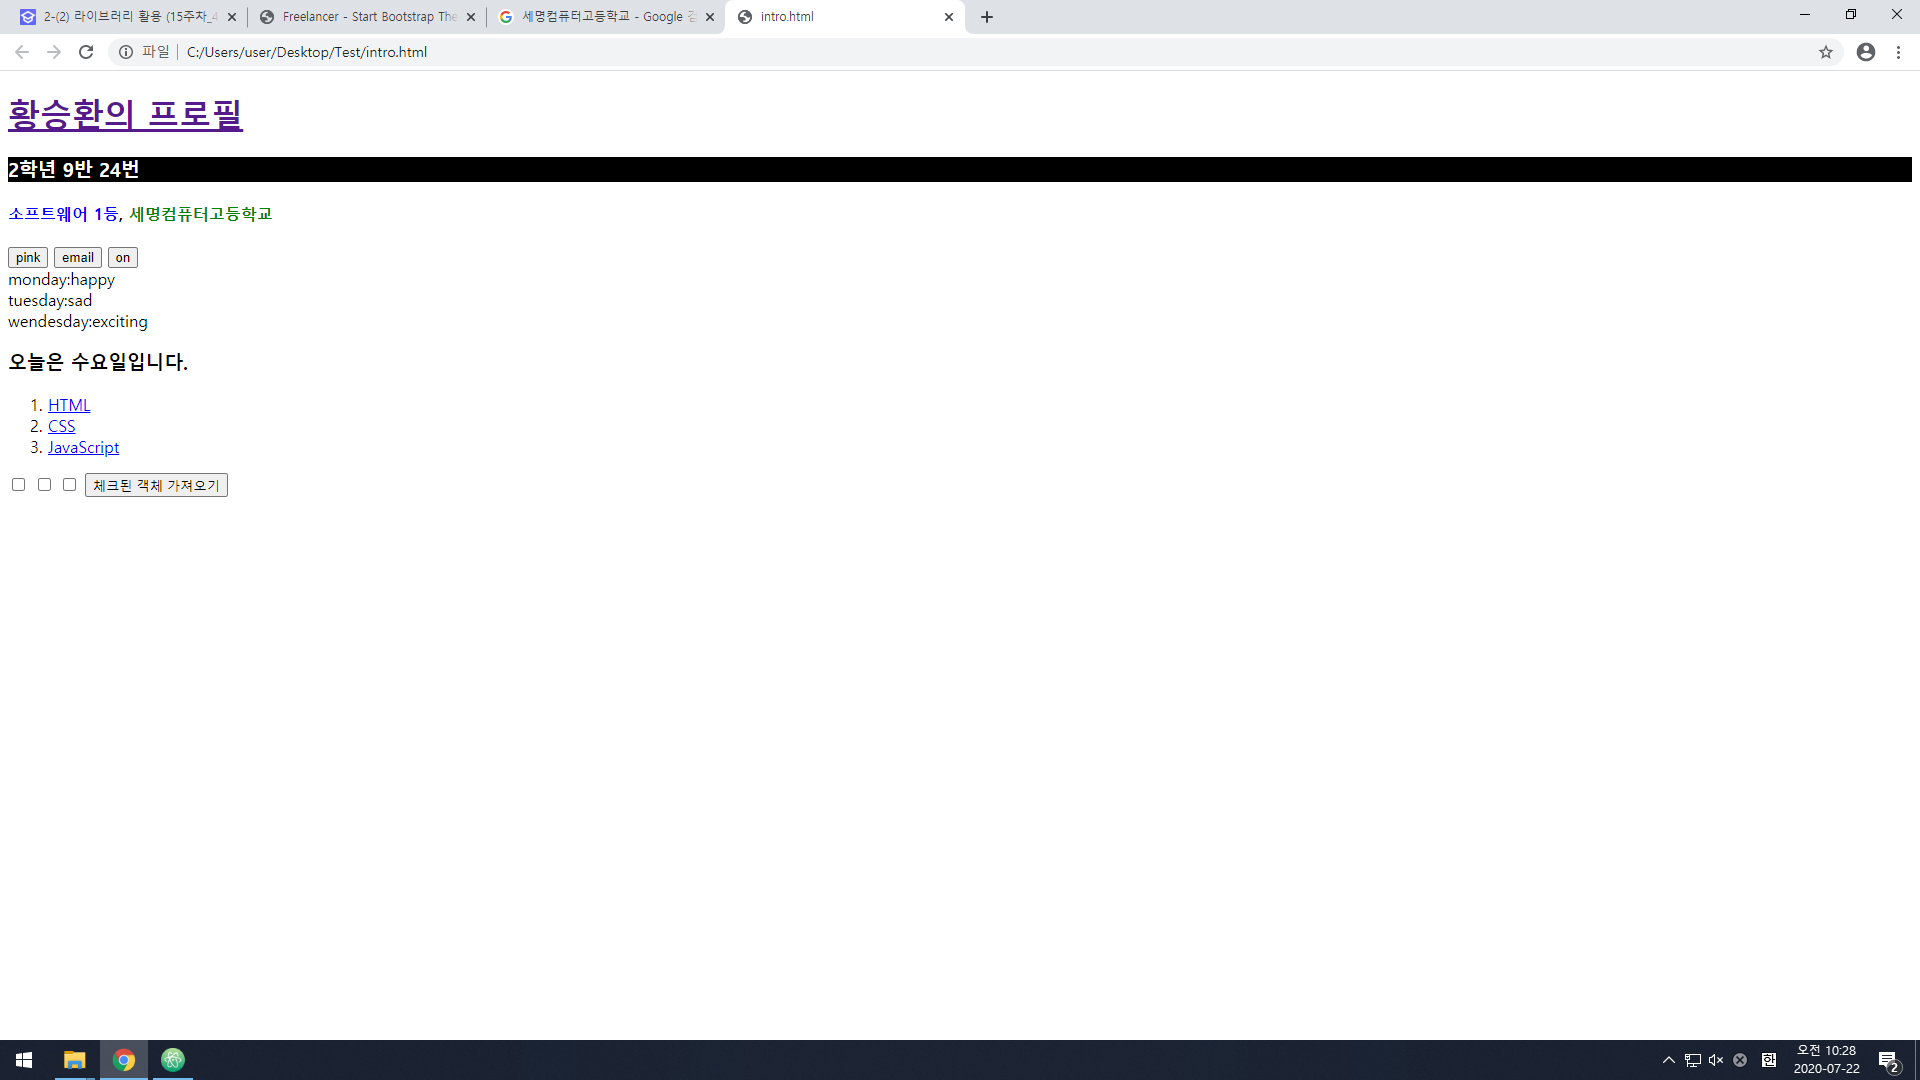 2-(2) 라이브러리 활용 (15주차_4
Freelancer - Start Bootstrap The
세명컴퓨터고등학교 - Google 검
intro.html
파일 C:/Users/user/Desktop/Test/intro.html
황승환의 프로필
2학년 9반 24번
소프트웨어 1등, 세명컴퓨터고등학교
pink email on
monday:happy
tuesday:sad
wendesday:exciting
오늘은 수요일입니다.
1. HTML
2. CSS
3. JavaScript
체크된 객체 가져오기
한
오전 10:28
2020-07-22
2